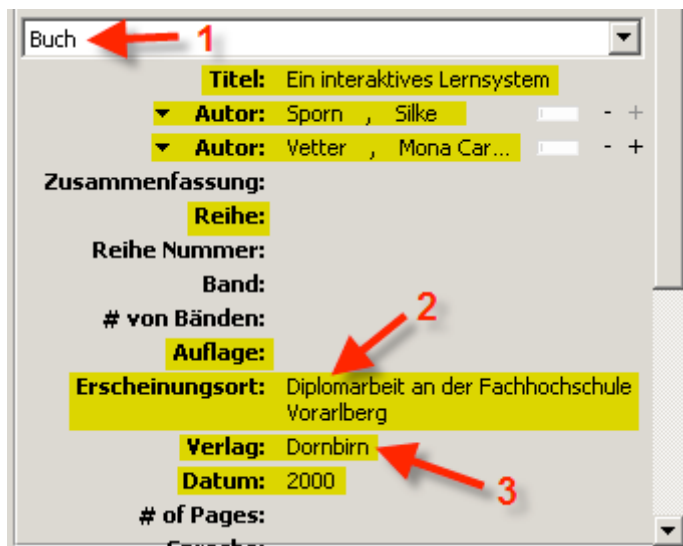 Buch
1
Titel: Ein interaktives Lernsystem
Autor: Sporn , Silke - +
Autor: Vetter , Mona Car... - +
Zusammenfassung:
Reihe:
Reihe Nummer:
Band:
# von Bänden:
2
Auflage:
Erscheinungsort: Diplomarbeit an der Fachhochschule
Vorarlberg
Verlag: Dornbirn
Datum: 2000
3
# of Pages: